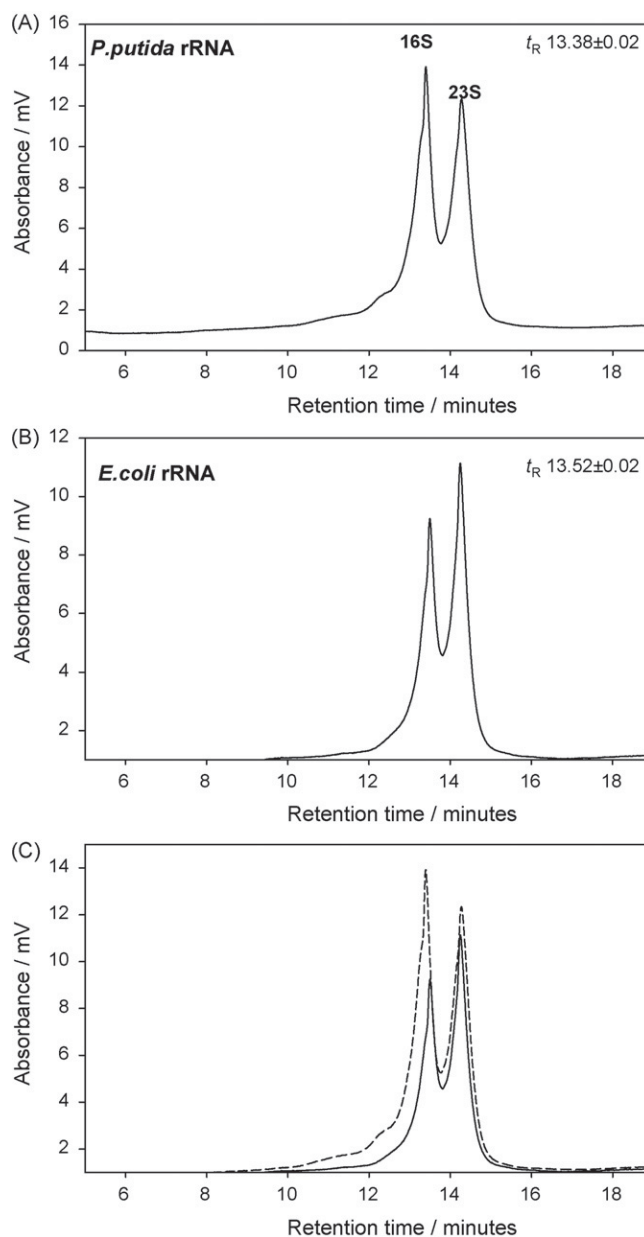 (A)
16
P.putida rRNA
16S
tR 13.38±0.02
14
23S
12
10
8
6
4
2
0
Absorbance / mV
6 8 10 12 14 16 18
Retention time / minutes
(B)
12
E.coli rRNA
tR 13.52±0.02
10
8
6
4
2
Absorbance / mV
6 8 10 12 14 16 18
Retention time / minutes
(C)
14
12
10
8
6
4
2
Absorbance / mV
6 8 10 12 14 16 18
Retention time / minutes